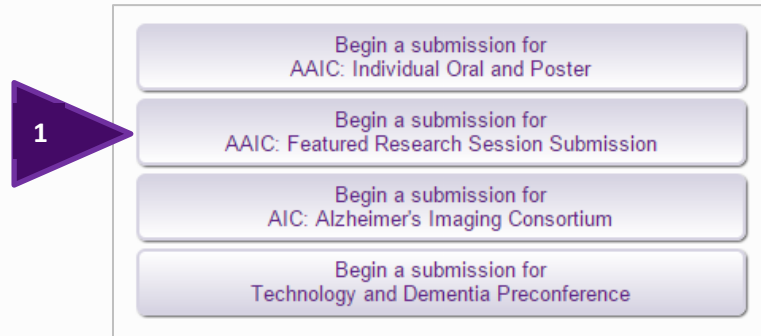 Begin a submission for
AAIC: Individual Oral and Poster
1
Begin a submission for
AAIC: Featured Research Session Submission
Begin a submission for
AIC: Alzheimer's Imaging Consortium
Begin a submission for
Technology and Dementia Preconference